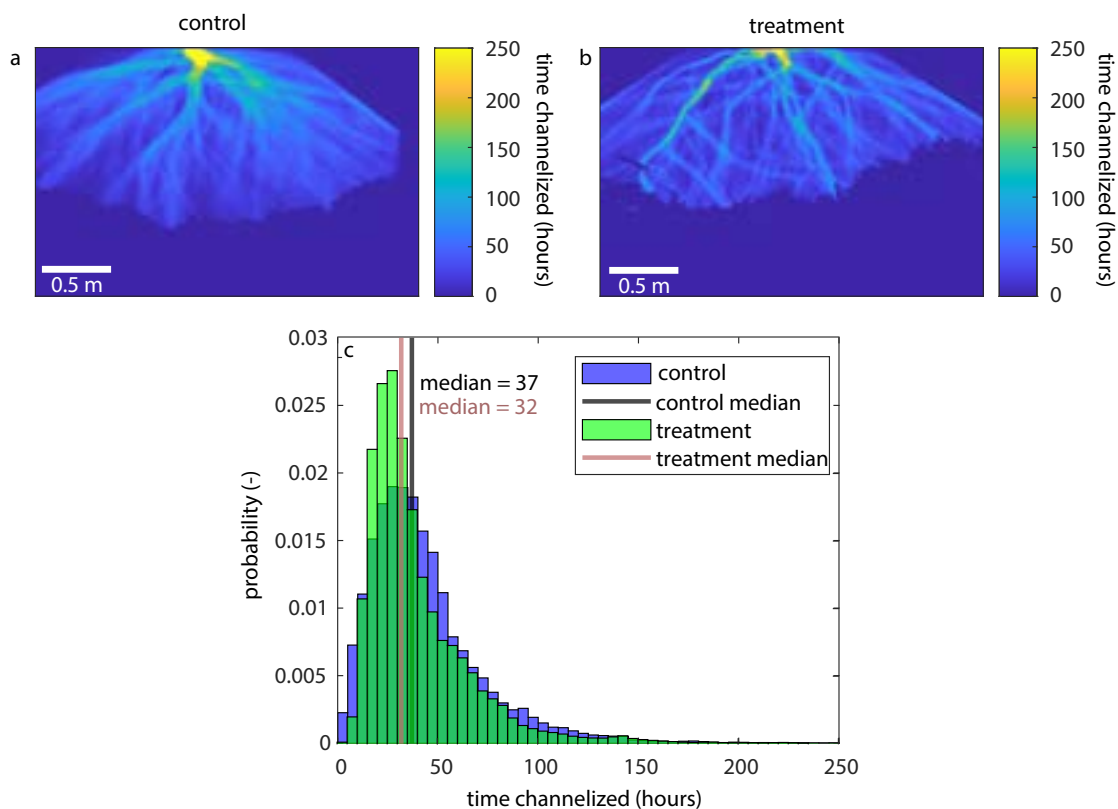 control
a
250
200
150
100
50
0
time channelized (hours)
0.5 m
treatment
b
250
200
150
100
50
0
time channelized (hours)
0.5 m
c
0.03
0.025
0.02
0.015
0.01
0.005
0
probability (-)
median = 37
median = 32
control
control median
treatment
treatment median
0
50
100
150
200
250
time channelized (hours)